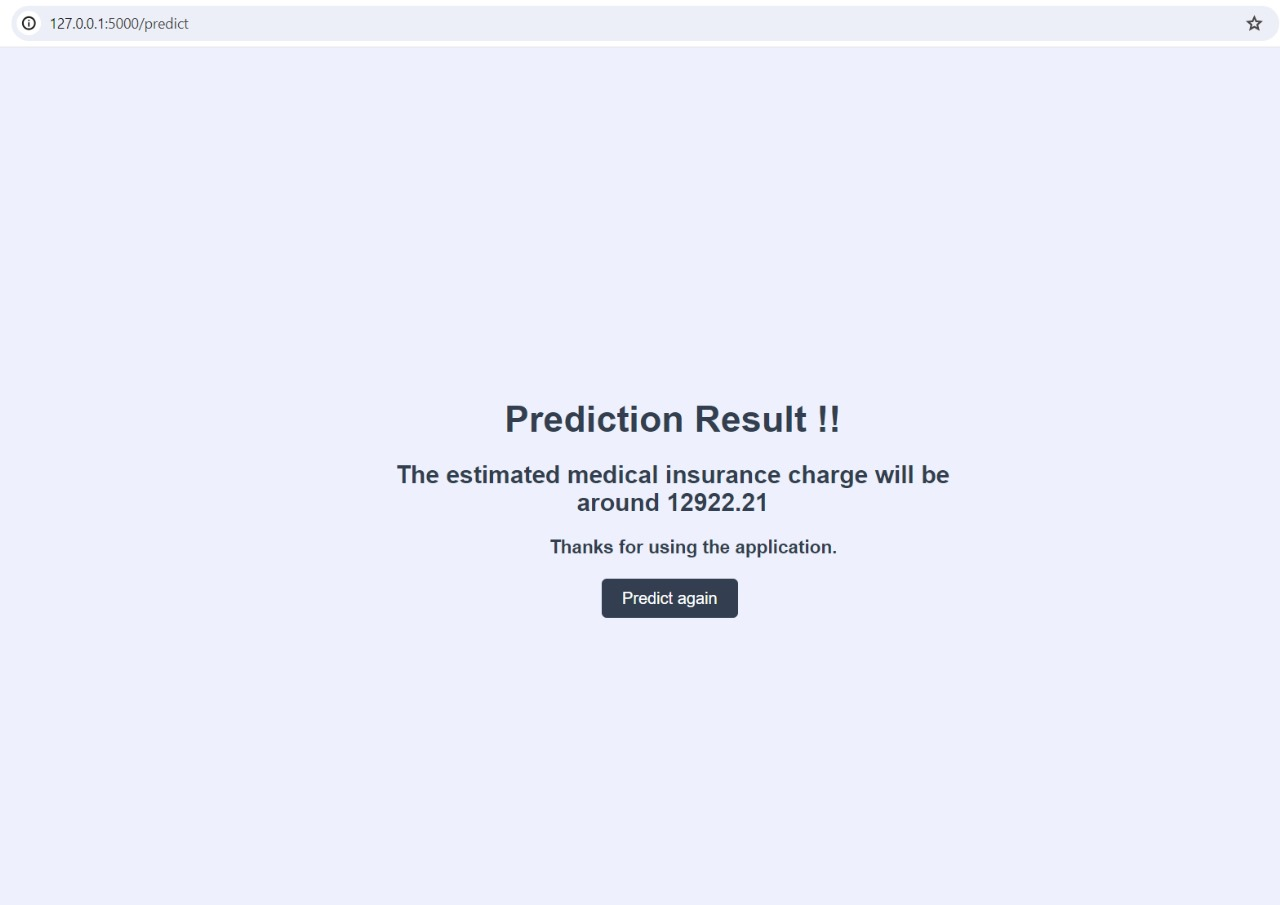 127.0.0.1:5000/predict
Prediction Result !!
The estimated medical insurance charge will be
around 12922.21
Thanks for using the application.
Predict again